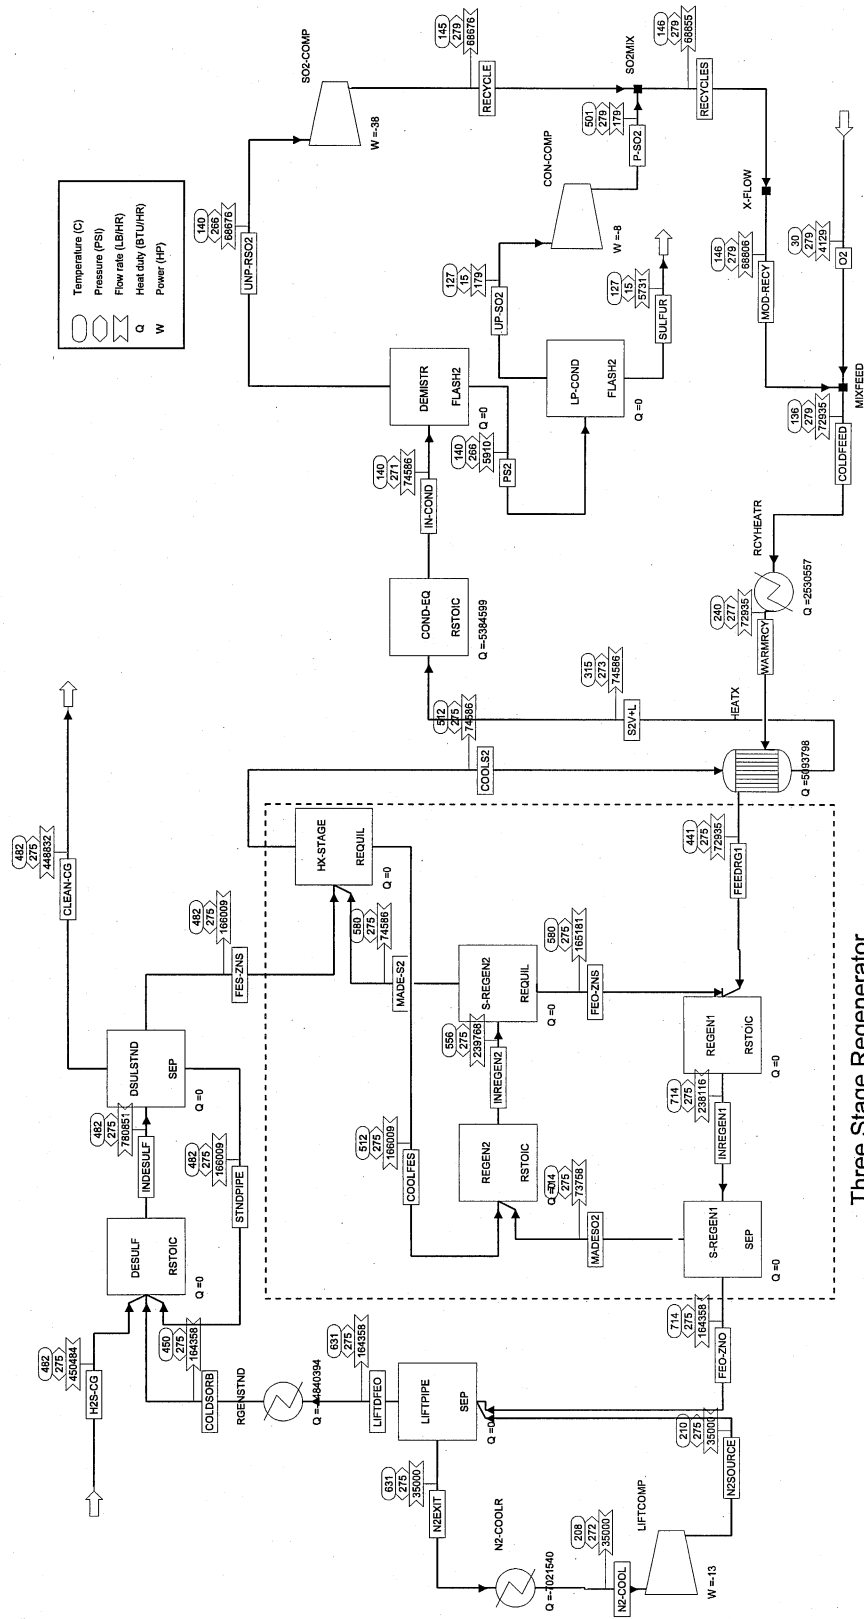 Temperature (C)
Pressure (PSI)
Flow rate (LB/HR)
Q
Heat duty (BTU/HR)
W
Power (HP)
H2S-CG
482
275
450484
DESULF
RSTOIC
Q =0
INDESULF
482
275
780851
DSULSTND
SEP
Q =0
STNDPIPE
482
275
166009
CLEAN-CG
482
275
448832
FES-ZNS
482
275
166009
COLDSORB
450
275
164358
RGENSTND
LIFTDFEO
631
275
164358
LIFTPIPE
SEP
N2EXIT
631
275
35000
N2-COOLR
Q =-7021540
N2-COOL
208
272
35000
LIFTCOMP
W =-13
N2SOURCE
210
275
35000
FEO-ZNO
714
275
164358
S-REGEN1
SEP
Q =0
INREGEN1
714
275
238116
REGEN1
RSTOIC
Q =0
MADESO2
275
73758
REGEN2
RSTOIC
COOLFES
512
275
166009
INREGEN2
556
275
239768
S-REGEN2
REQUIL
Q =0
FEO-ZNS
580
275
165181
MADE-S2
580
275
74586
HX-STAGE
REQUIL
Q =0
COOLS2
512
275
74586
FEEDRG1
441
275
72935
HEATX
Q =5093798
S2V+L
315
273
74586
WARMRCY
240
277
72935
RCYHEATR
Q =2530557
COND-EQ
RSTOIC
Q =-5384599
IN-COND
140
271
74586
DEMISTR
FLASH2
Q =0
PS2
140
266
5910
LP-COND
FLASH2
Q =0
UNP-RSO2
140
266
68676
SO2-COMP
W =-38
RECYCLE
145
279
68676
UP-SO2
127
15
179
CON-COMP
W =-8
SULFUR
127
15
5731
P-SO2
501
279
179
SO2MIX
RECYCLES
146
279
68855
X-FLOW
MOD-RECY
146
279
68806
O2
30
279
4129
MIXFEED
COLDFEED
136
279
72935
Three Stage Regenerator